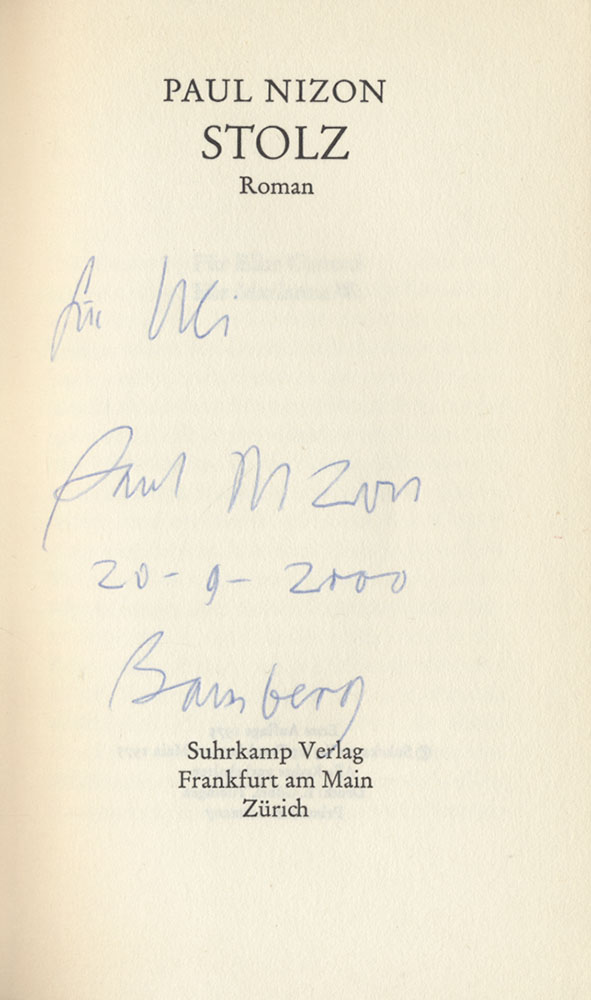 PAUL NIZON
STOLZ
Roman
für Uli
Paul Nizon
20-9-2000
Bamberg
Suhrkamp Verlag
Frankfurt am Main
Zürich